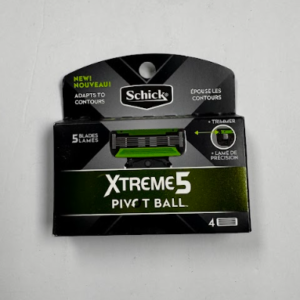 NEW!
NOUVEAU!
ADAPTS TO
CONTOURS
Schick
ÉPOUSE LES
CONTOURS
5 BLADES
LAMES
+ TRIMMER
+ LAME DE
PRÉCISION
XTREME5
PIVOT BALL
4